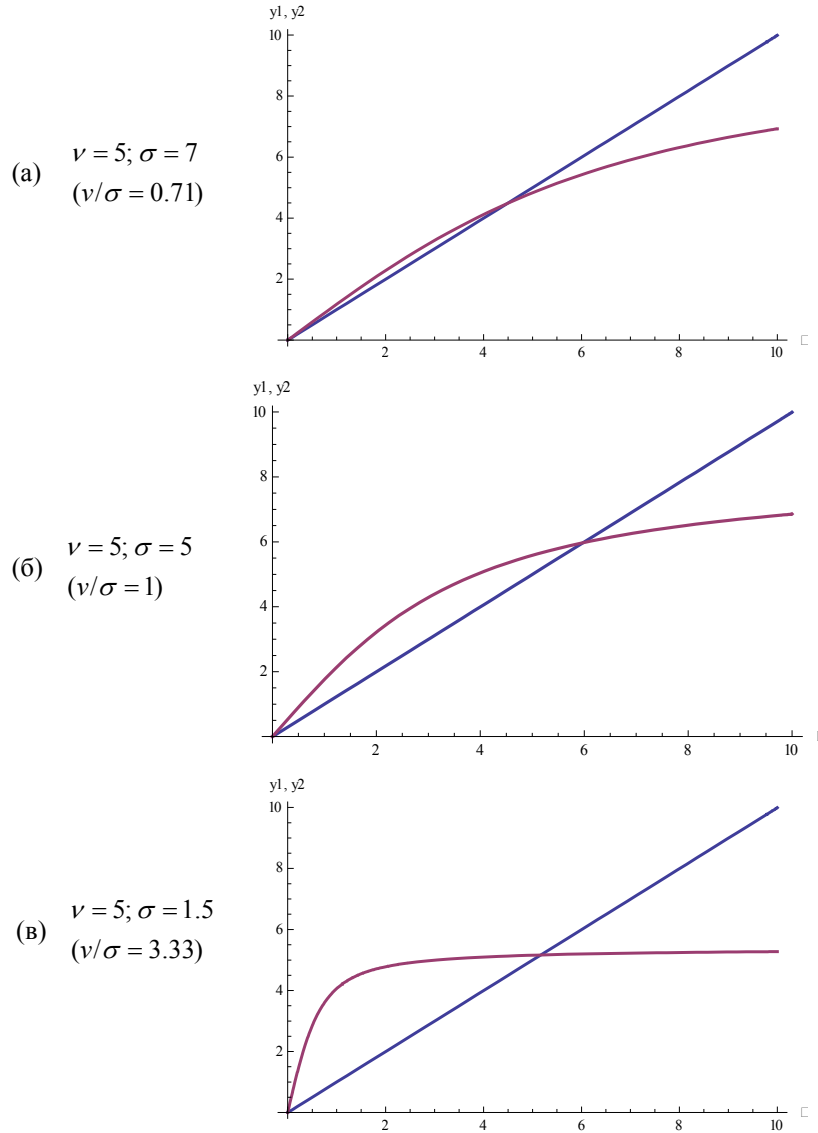 y1, y2
10
8
6
4
2
2 4 6 8 10
(а) ν = 5; σ = 7
(ν/σ = 0.71)
y1, y2
10
8
6
4
2
2 4 6 8 10
(б) ν = 5; σ = 5
(ν/σ = 1)
y1, y2
10
8
6
4
2
2 4 6 8 10
(в) ν = 5; σ = 1.5
(ν/σ = 3.33)